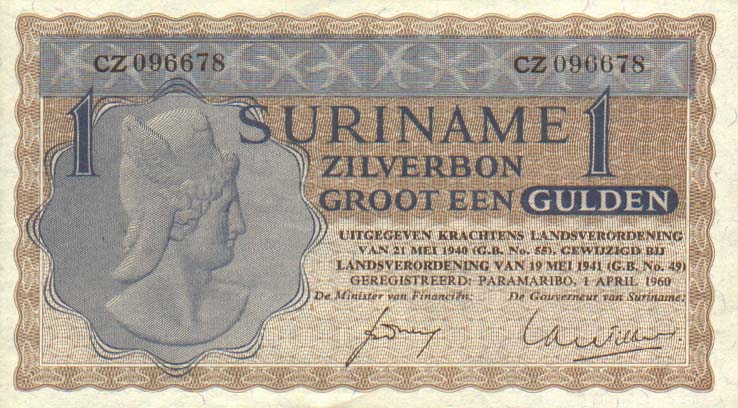 CZ 096678 CZ 096678
1 SURINAME 1
ZILVERBON
GROOT EEN GULDEN
UITGEGEVEN KRACHTENS LANDSVERORDENING
VAN 21 MEI 1940 (G.B. No. 55), GEWIJZIGD BIJ
LANDSVERORDENING VAN 19 MEI 1941 (G.B. No. 49)
GEREGISTREERD: PARAMARIBO, 1 APRIL 1960
De Minister van Financiën: De Gouverneur van Suriname: